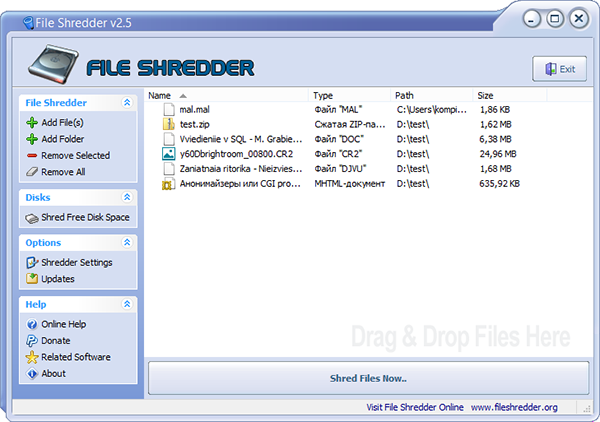 File Shredder v2.5
FILE SHREDDER
Exit
File Shredder
Add File(s)
Add Folder
Remove Selected
Remove All
Disks
Shred Free Disk Space
Options
Shredder Settings
Updates
Help
Online Help
Donate
Related Software
About
Name Type Path Size
mal.mal Файл "MAL" C:\Users\kompi... 1,86 KB
test.zip Сжатая ZIP-па... D:\test\ 1,62 MB
Vviedieniie v SQL - M. Grabie... Файл "DOC" D:\test\ 6,38 MB
y60Dbrightroom_00800.CR2 Файл "CR2" D:\test\ 24,96 MB
Zaniatnaia ritorika - Nieizvies... Файл "DJVU" D:\test\ 1,68 MB
Анонинайзеры или CGI pro... MHTML-документ D:\test\ 635,92 KB
Drag & Drop Files Here
Shred Files Now..
Visit File Shredder Online www.fileshredder.org